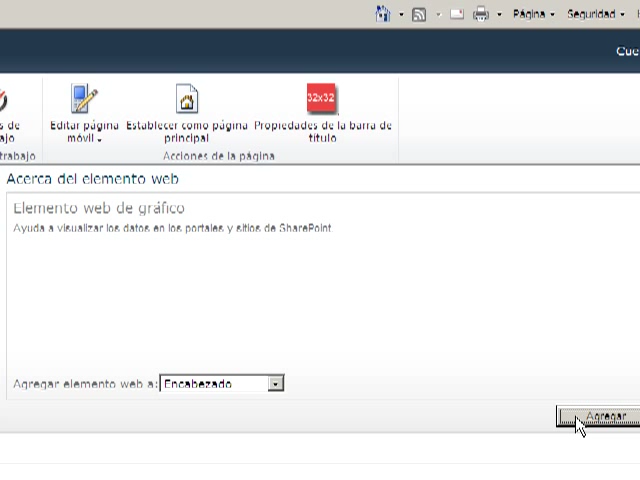 Página Seguridad
Cue
s de
ajo
Editar página
móvil
Establecer como página
principal
Propiedades de la barra de
título
32x32
trabajo
Acciones de la página
Acerca del elemento web
Elemento web de gráfico
Ayuda a visualizar los datos en los portales y sitios de SharePoint.
Agregar elemento web a: Encabezado
Agregar